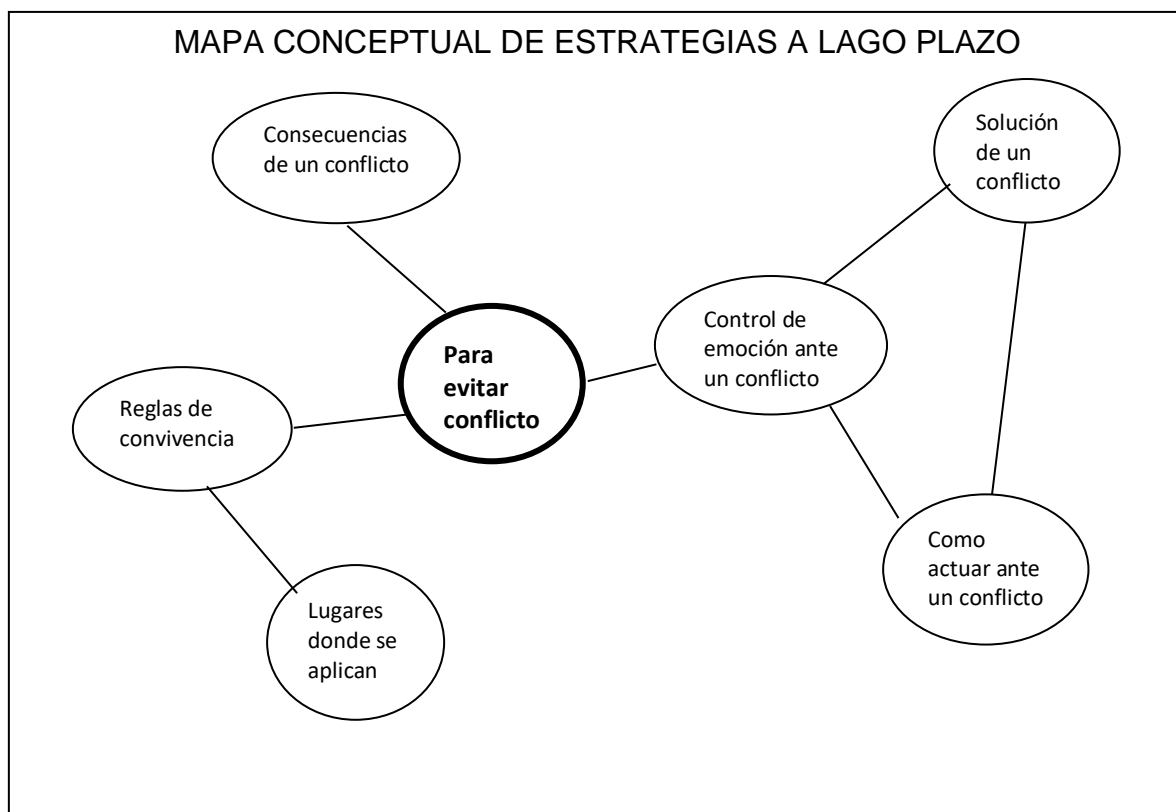 MAPA CONCEPTUAL DE ESTRATEGIAS A LAGO PLAZO
Consecuencias
de un conflicto
Solución
de un
conflicto
Para
evitar
conflicto
Control de
emoción ante
un conflicto
Reglas de
convivencia
Como
actuar ante
un conflicto
Lugares
donde se
aplican